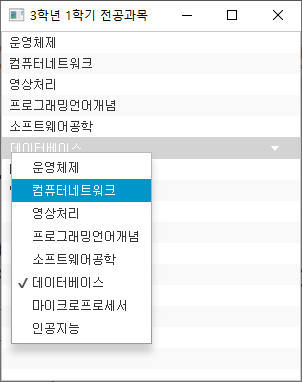 3학년 1학기 전공과목
운영체제
컴퓨터네트워크
영상처리
프로그래밍언어개념
소프트웨어공학
데이터베이스
운영체제
컴퓨터네트워크
영상처리
프로그래밍언어개념
소프트웨어공학
✓ 데이터베이스
마이크로프로세서
인공지능